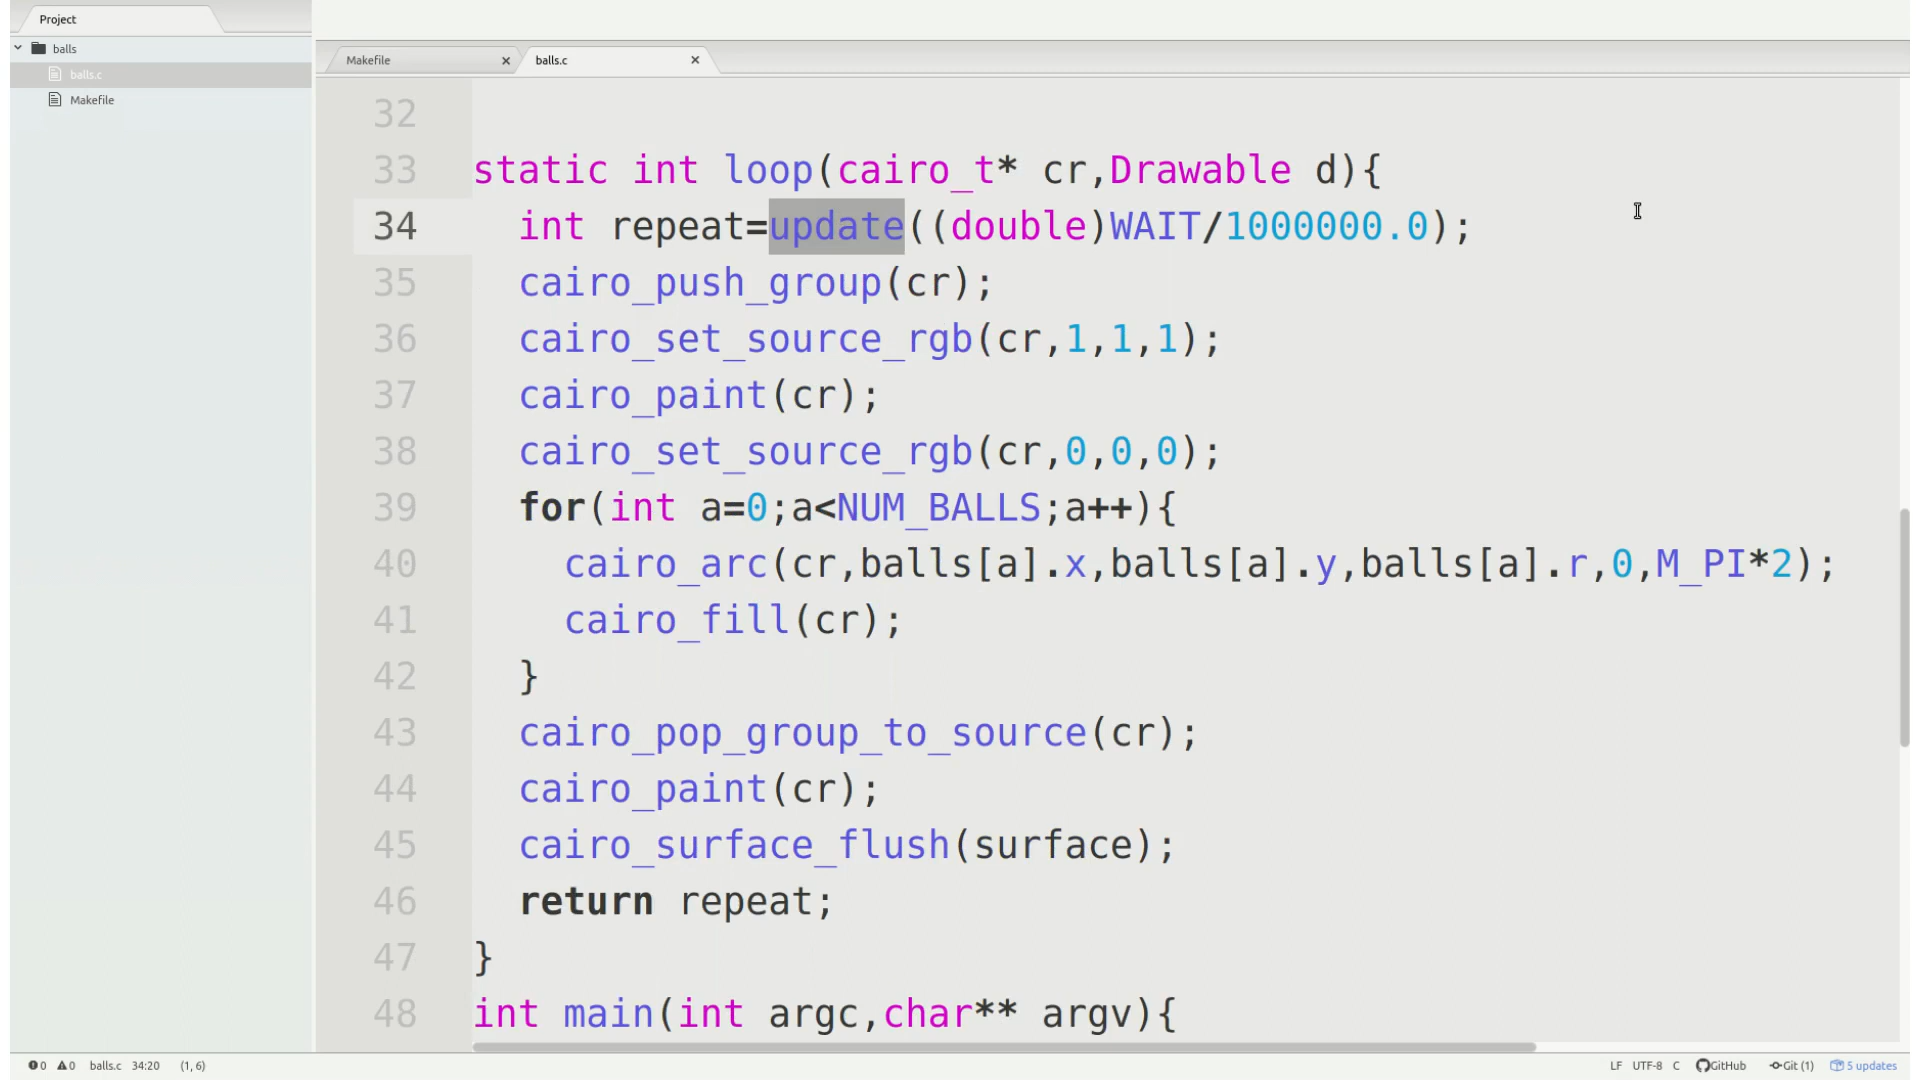 Project
balls
balls.c
Makefile
Makefile
balls.c
32
33 static int loop(cairo_t* cr,Drawable d){
34 int repeat=update((double)WAIT/1000000.0);
35 cairo_push_group(cr);
36 cairo_set_source_rgb(cr,1,1,1);
37 cairo_paint(cr);
38 cairo_set_source_rgb(cr,0,0,0);
39 for(int a=0;a<NUM_BALLS;a++){
40 cairo_arc(cr,balls[a].x,balls[a].y,balls[a].r,0,M_PI*2);
41 cairo_fill(cr);
42 }
43 cairo_pop_group_to_source(cr);
44 cairo_paint(cr);
45 cairo_surface_flush(surface);
46 return repeat;
47 }
48 int main(int argc,char** argv){
0 0 balls.c 34:20 (1, 6) LF UTF-8 C GitHub Git (1) 5 updates